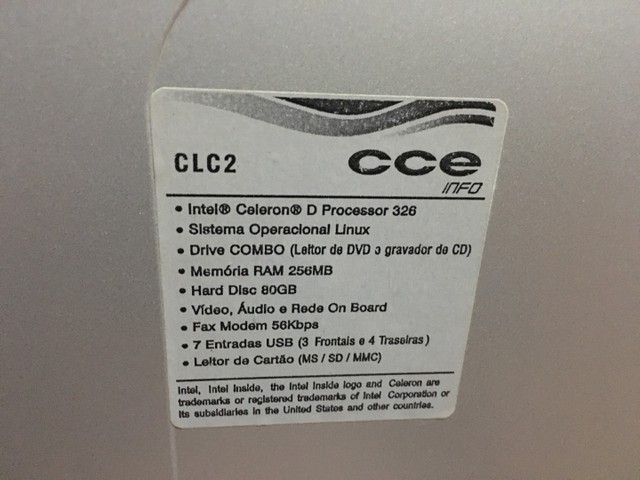 CLC2 cce
INFO
• Intel® Celeron® D Processor 326
• Sistema Operacional Linux
• Drive COMBO (Leitor de DVD e gravador de CD)
• Memória RAM 256MB
• Hard Disc 80GB
• Vídeo, Áudio e Rede On Board
• Fax Modem 56Kbps
• 7 Entradas USB (3 Frontais e 4 Traseiras)
• Leitor de Cartão (MS / SD / MMC)
Intel, Intel Inside, the Intel Inside logo and Celeron are
trademarks or registered trademarks of Intel Corporation or
its subsidiaries in the United States and other countries.